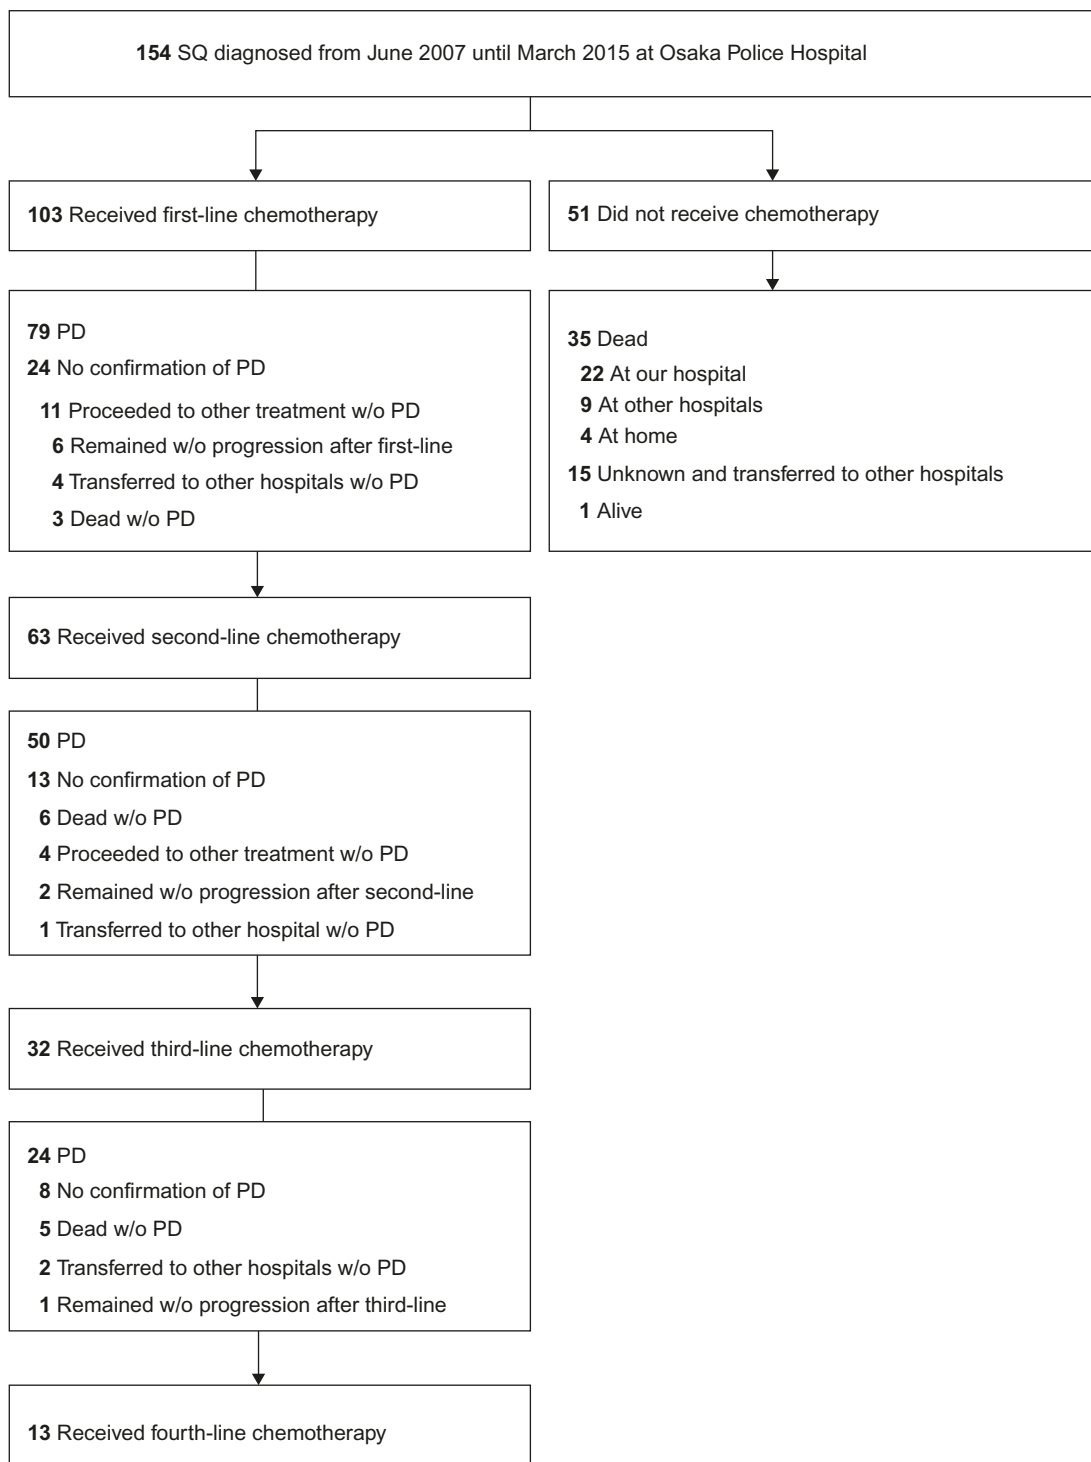 154 SQ diagnosed from June 2007 until March 2015 at Osaka Police Hospital
103 Received first-line chemotherapy
51 Did not receive chemotherapy
79 PD
24 No confirmation of PD
11 Proceeded to other treatment w/o PD
6 Remained w/o progression after first-line
4 Transferred to other hospitals w/o PD
3 Dead w/o PD
35 Dead
22 At our hospital
9 At other hospitals
4 At home
15 Unknown and transferred to other hospitals
1 Alive
63 Received second-line chemotherapy
50 PD
13 No confirmation of PD
6 Dead w/o PD
4 Proceeded to other treatment w/o PD
2 Remained w/o progression after second-line
1 Transferred to other hospital w/o PD
32 Received third-line chemotherapy
24 PD
8 No confirmation of PD
5 Dead w/o PD
2 Transferred to other hospitals w/o PD
1 Remained w/o progression after third-line
13 Received fourth-line chemotherapy